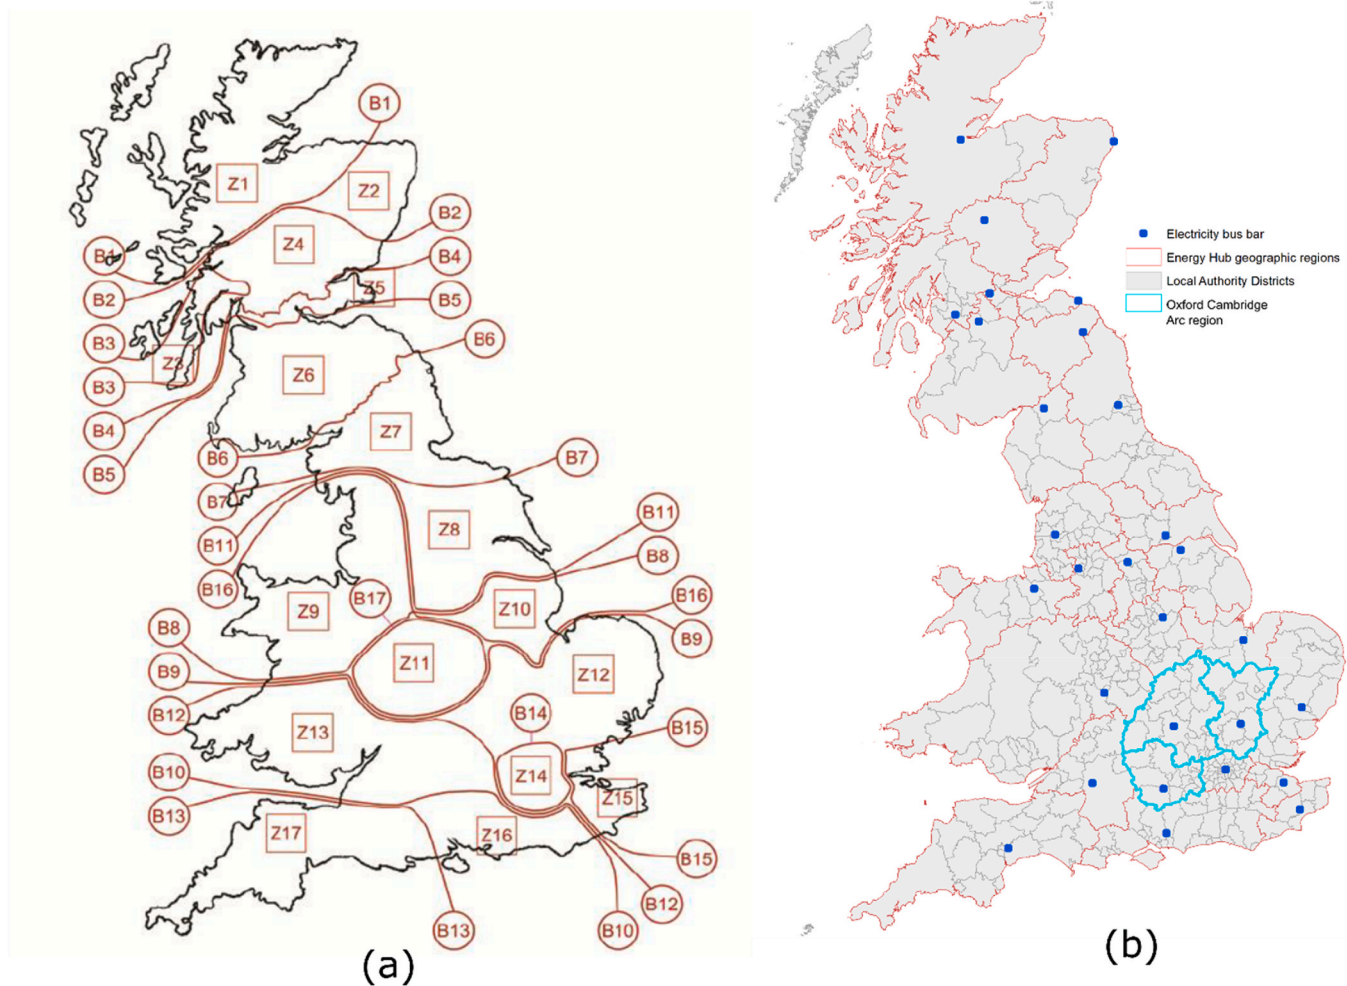 B1
Z1
Z2
B2
Z4
B1
B4
Z5
B2
B5
B3
B6
Z3
Z6
B3
B4
Z7
B6
B7
B5
B7
B11
Z8
B11
B8
B16
B17
B16
Z9
Z10
B8
B9
Z11
Z12
B9
B12
B14
B15
Z13
B10
Z14
Z15
B13
Z17
Z16
B15
B12
B13
B10
(a)
Electricity bus bar
Energy Hub geographic regions
Local Authority Districts
Oxford Cambridge
Arc region
(b)